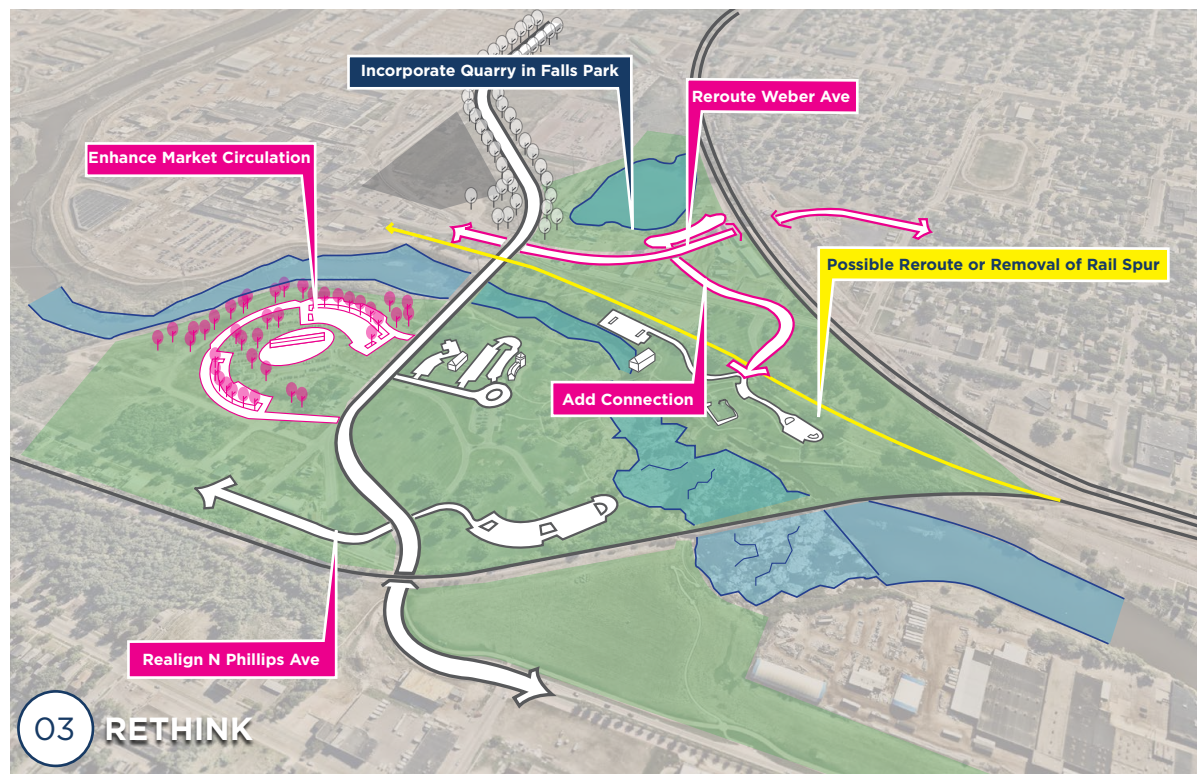 Incorporate Quarry in Falls Park
Reroute Weber Ave
Enhance Market Circulation
Possible Reroute or Removal of Rail Spur
Add Connection
Realign N Phillips Ave
03 RETHINK